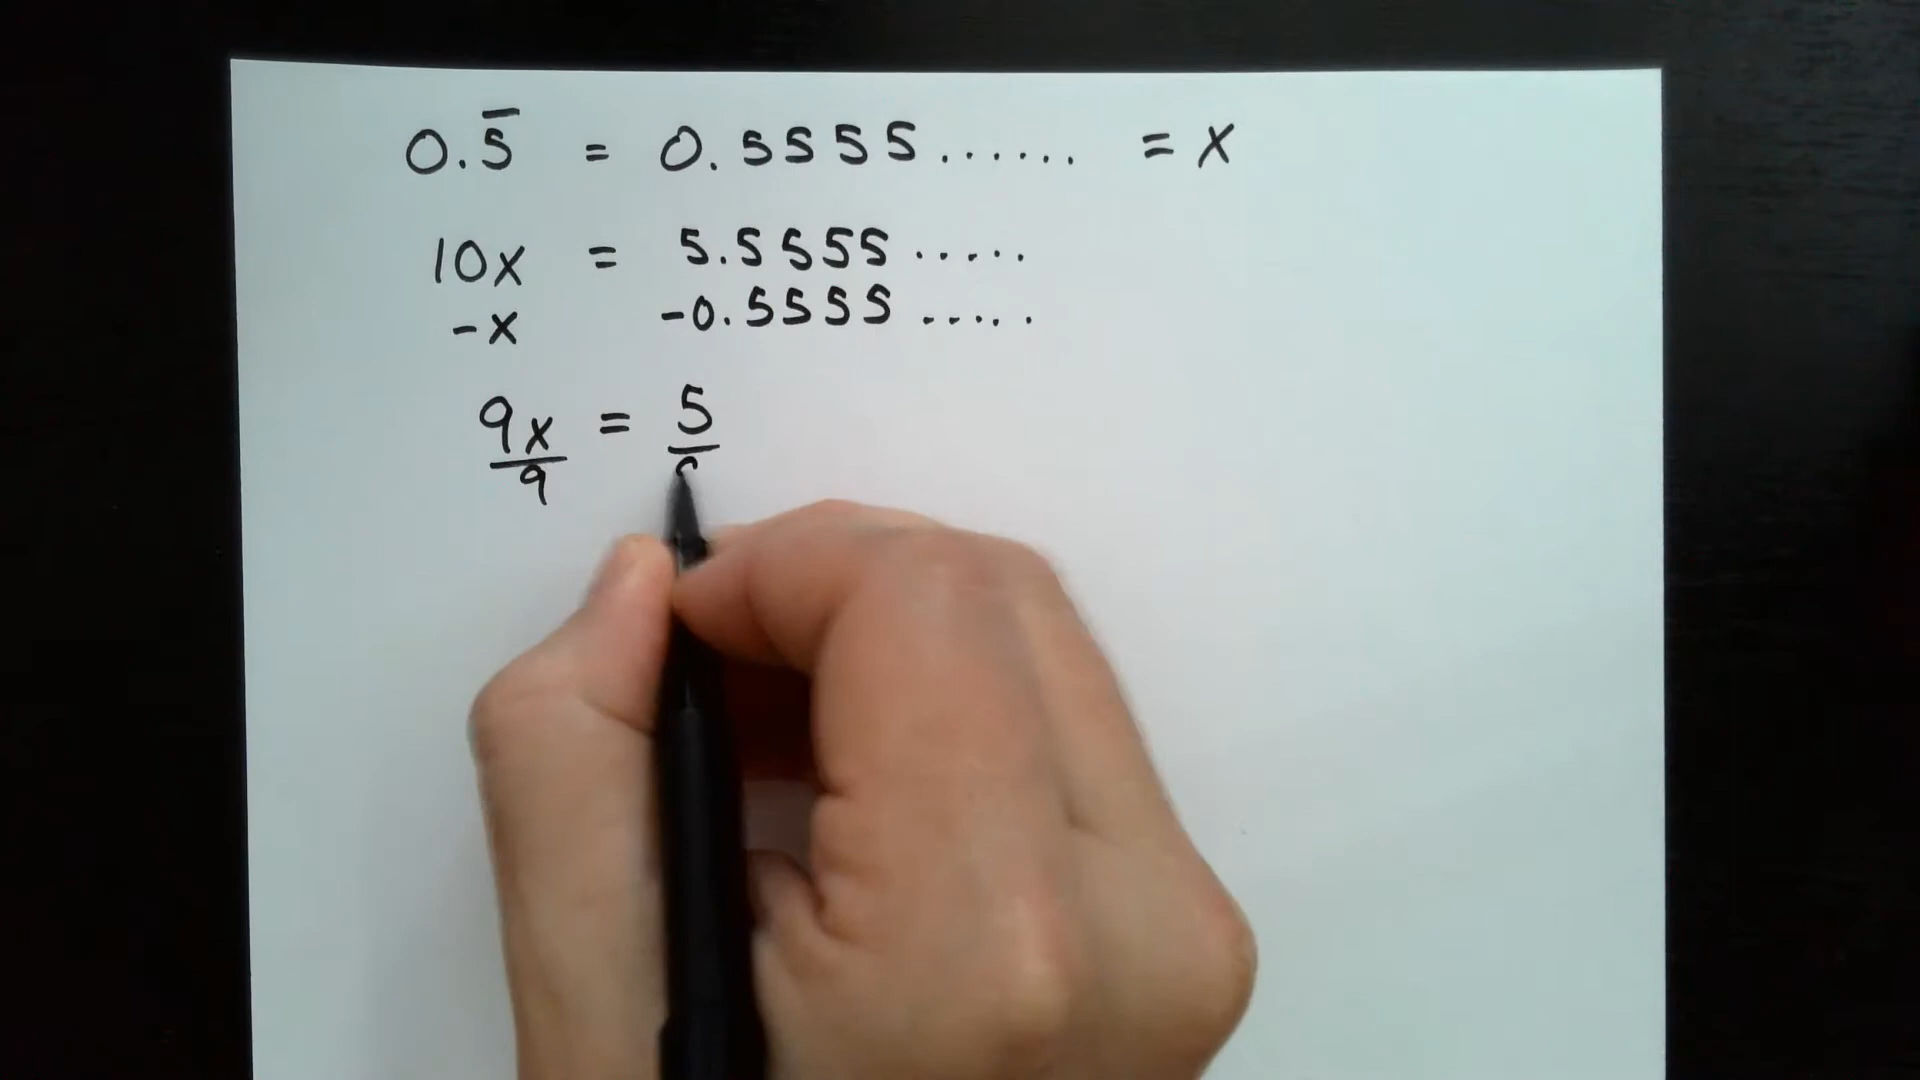 0.5̅ = 0.5555...... = x
10x = 5.5555.....
-x -0.5555.....
9x = 5
9